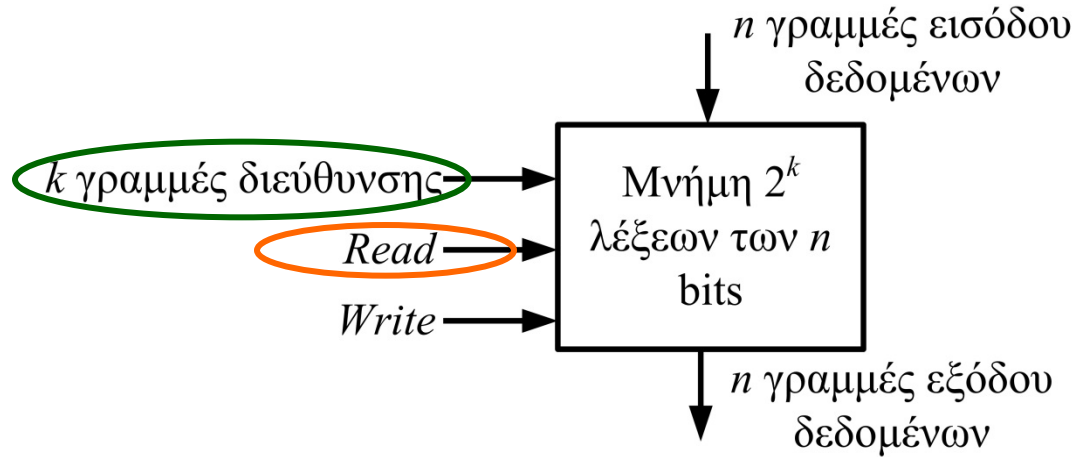 n γραμμές εισόδου
δεδομένων
k γραμμές διεύθυνσης
Read
Write
Μνήμη 2^k
λέξεων των n
bits
n γραμμές εξόδου
δεδομένων